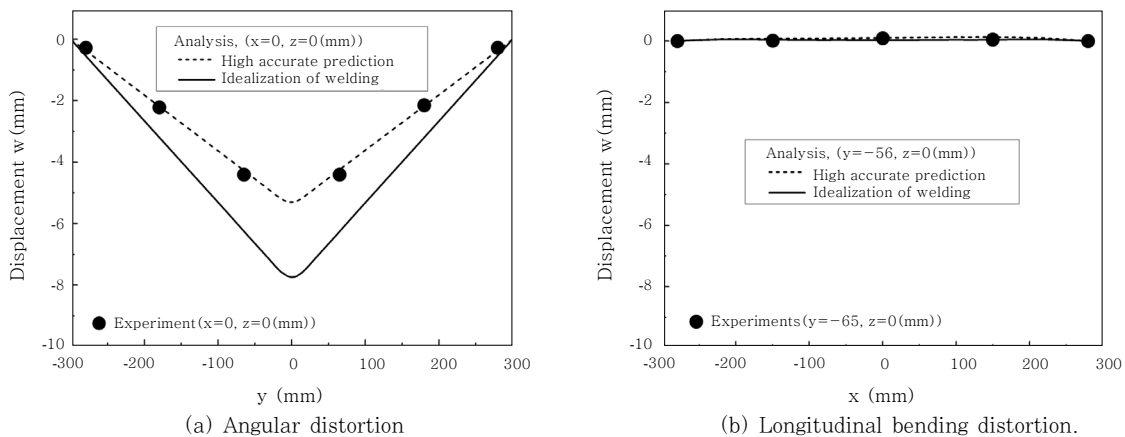 0
-2
-4
-6
-8
-10
Displacement w(mm)
Analysis, (x=0, z=0(mm))
High accurate prediction
Idealization of welding
Experiment(x=0, z=0(mm))
-300
-200
-100
0
100
200
300
y (mm)
(a) Angular distortion
0
-2
-4
-6
-8
-10
Displacement w(mm)
Analysis, (y=-56, z=0(mm))
High accurate prediction
Idealization of welding
Experiments(y=-65, z=0(mm))
-300
-200
-100
0
100
200
300
x (mm)
(b) Longitudinal bending distortion.